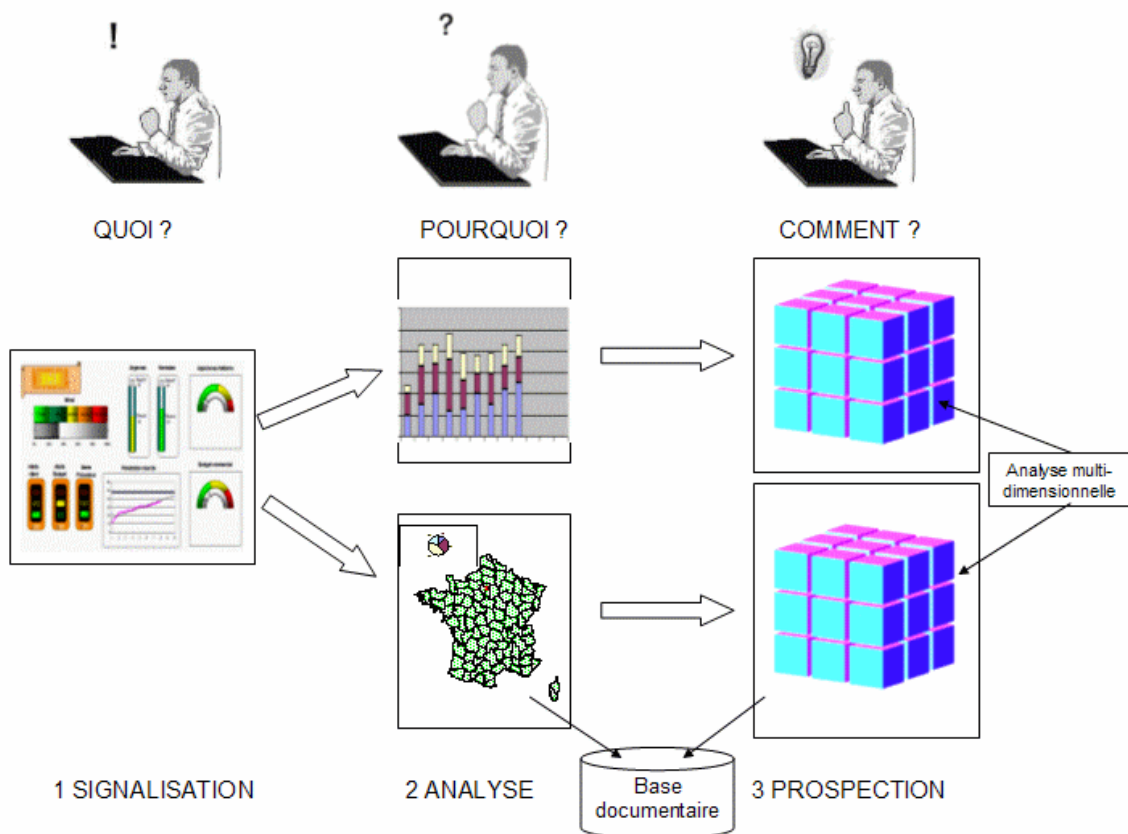 !
?
QUOI ?
POURQUOI ?
COMMENT ?
Analyse multi-
dimensionnelle
1 SIGNALISATION
2 ANALYSE
Base
documentaire
3 PROSPECTION